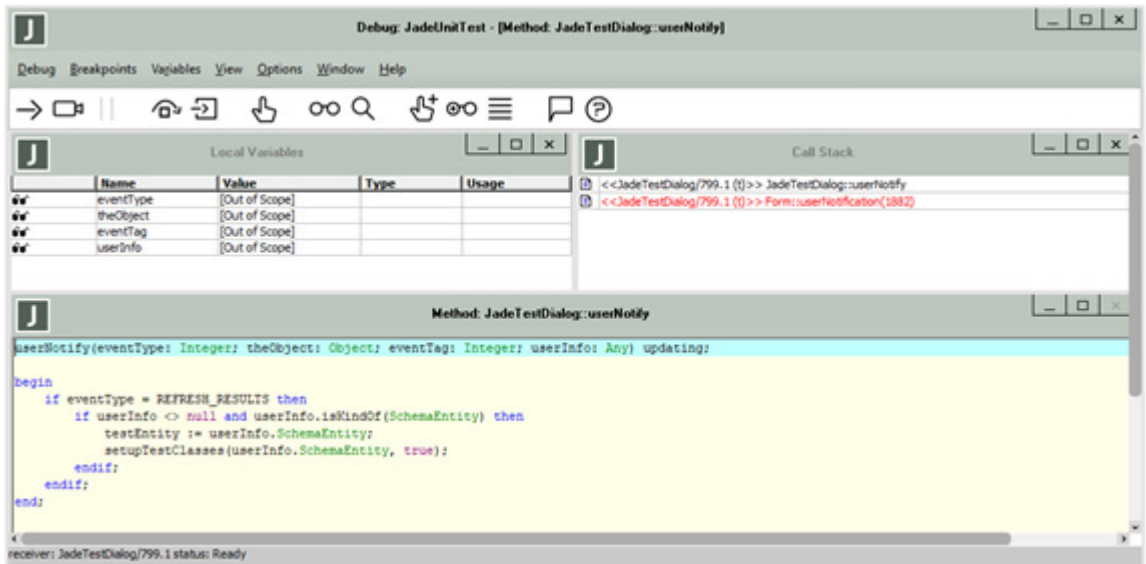 J
Debug: JadeUnitTest - [Method: JadeTestDialog::userNotify]
Debug Breakpoints Variables View Options Window Help
J
Local Variables
Name Value Type Usage
eventType [Out of Scope]
theObject [Out of Scope]
eventTag [Out of Scope]
userInfo [Out of Scope]
J
Call Stack
<<JadeTestDialog/799.1 (t)>> JadeTestDialog::userNotify
<<JadeTestDialog/799.1 (t)>> Form::userNotification(1882)
J
Method: JadeTestDialog::userNotify
userNotify(eventType: Integer; theObject: Object; eventTag: Integer; userInfo: Any) updating;
begin
if eventType = REFRESH_RESULTS then
if userInfo <> null and userInfo.isKindOf(SchemaEntity) then
testEntity := userInfo.SchemaEntity;
setupTestClasses(userInfo.SchemaEntity, true);
endif;
endif;
end;
receiver: JadeTestDialog/799.1 status: Ready